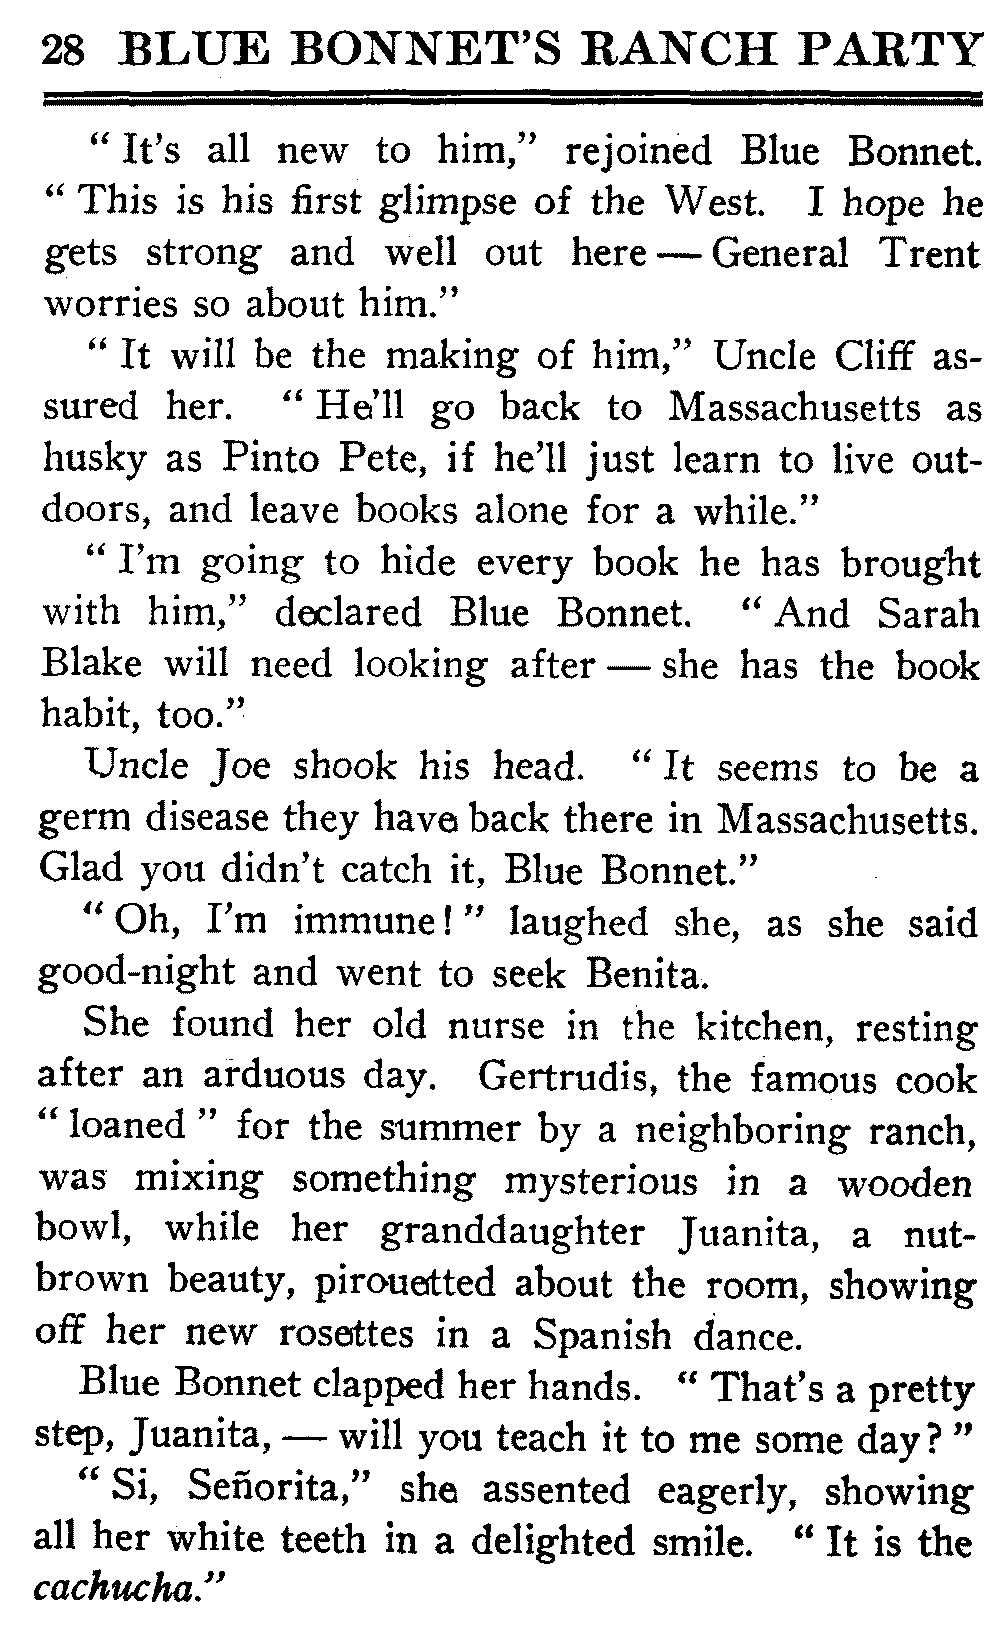 28 BLUE BONNET'S RANCH PARTY
" It's all new to him," rejoined Blue Bonnet.
" This is his first glimpse of the West. I hope he
gets strong and well out here — General Trent
worries so about him."
" It will be the making of him," Uncle Cliff as-
sured her. " He'll go back to Massachusetts as
husky as Pinto Pete, if he'll just learn to live out-
doors, and leave books alone for a while."
" I'm going to hide every book he has brought
with him," declared Blue Bonnet. " And Sarah
Blake will need looking after — she has the book
habit, too."
Uncle Joe shook his head. " It seems to be a
germ disease they have back there in Massachusetts.
Glad you didn't catch it, Blue Bonnet."
" Oh, I'm immune! " laughed she, as she said
good-night and went to seek Benita.
She found her old nurse in the kitchen, resting
after an arduous day. Gertrudis, the famous cook
" loaned " for the summer by a neighboring ranch,
was mixing something mysterious in a wooden
bowl, while her granddaughter Juanita, a nut-
brown beauty, pirouetted about the room, showing
off her new rosettes in a Spanish dance.
Blue Bonnet clapped her hands. " That's a pretty
step, Juanita, — will you teach it to me some day? "
" Si, Señorita," she assented eagerly, showing
all her white teeth in a delighted smile. " It is the
cachucha."